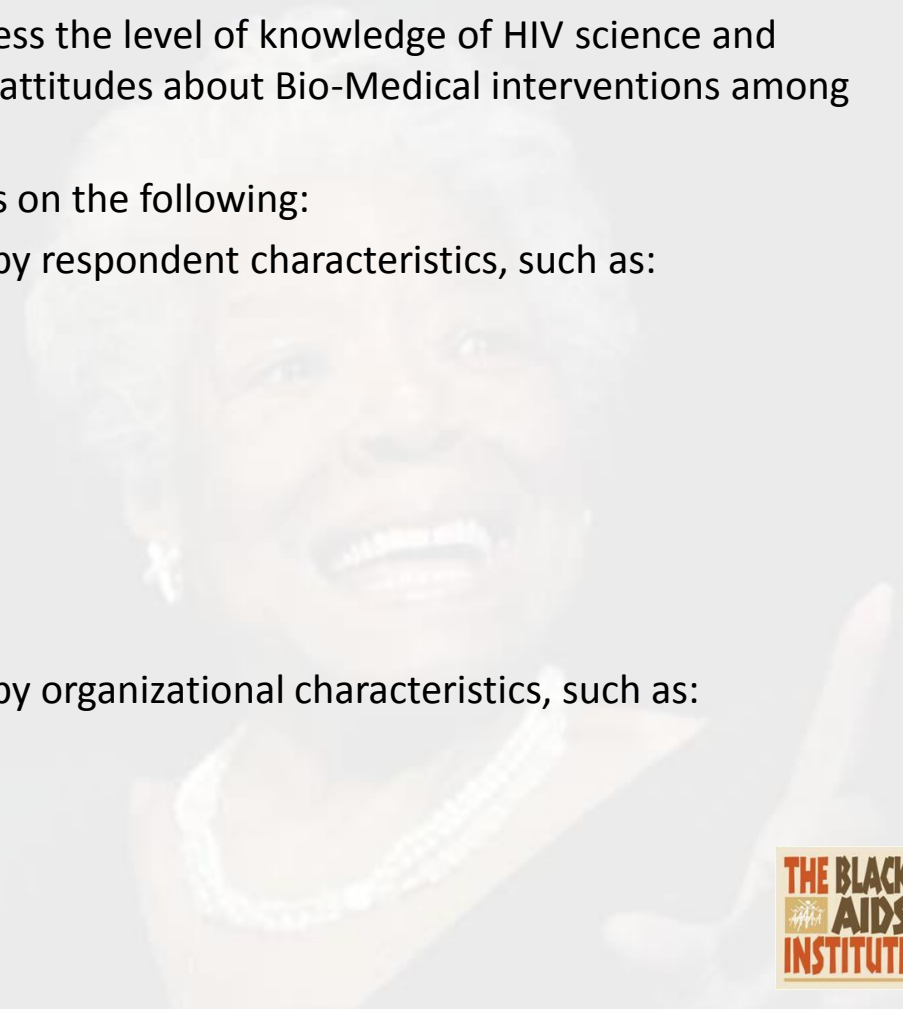 ess the level of knowledge of HIV science and
attitudes about Bio-Medical interventions among
s on the following:
by respondent characteristics, such as:
by organizational characteristics, such as:
THE BLACK
AIDS
INSTITUTE